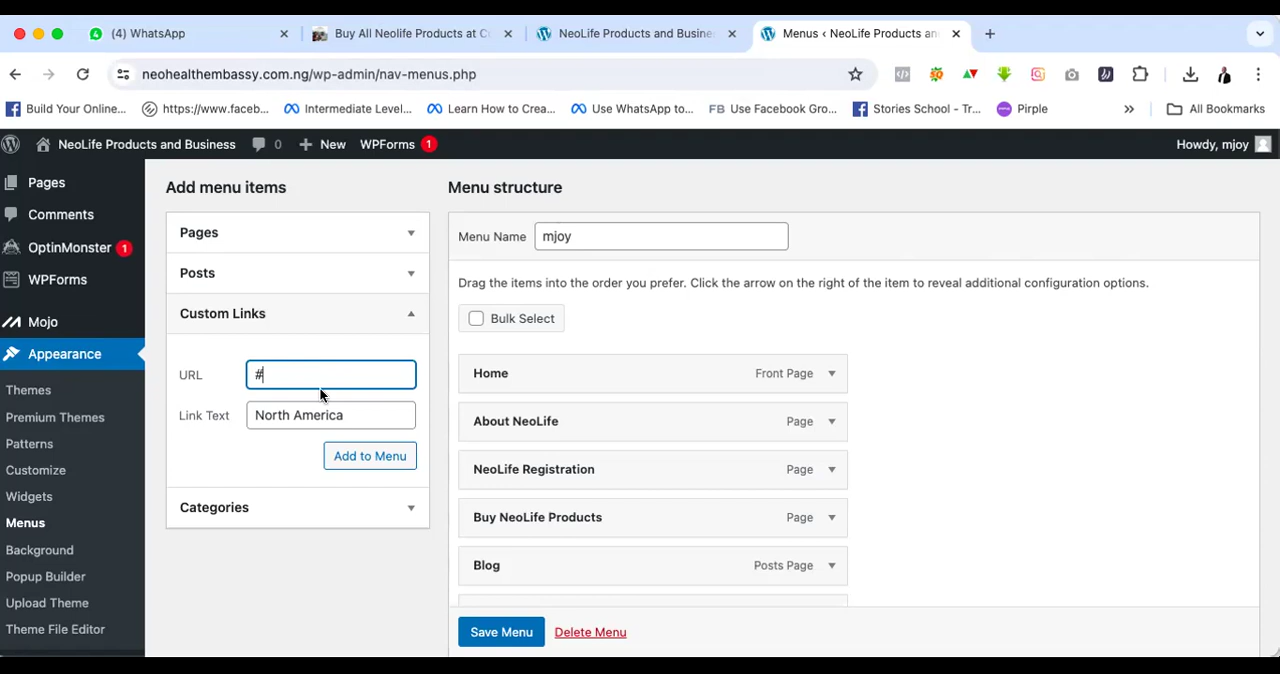 (4) WhatsApp
Buy All Neolife Products at C
NeoLife Products and Busine
Menus ‹ NeoLife Products an
neohealthembassy.com.ng/wp-admin/nav-menus.php
Build Your Online...
https://www.faceb...
Intermediate Level...
Learn How to Crea...
Use WhatsApp to...
FB Use Facebook Gro...
Stories School - Tr...
Pirple
»
All Bookmarks
NeoLife Products and Business
0
+ New
WPForms 1
Howdy, mjoy
Pages
Comments
OptinMonster 1
WPForms
Mojo
Appearance
Themes
Premium Themes
Patterns
Customize
Widgets
Menus
Background
Popup Builder
Upload Theme
Theme File Editor
Add menu items
Pages
Posts
Custom Links
URL #
Link Text North America
Add to Menu
Categories
Menu structure
Menu Name mjoy
Drag the items into the order you prefer. Click the arrow on the right of the item to reveal additional configuration options.
Bulk Select
Home Front Page
About NeoLife Page
NeoLife Registration Page
Buy NeoLife Products Page
Blog Posts Page
Save Menu Delete Menu